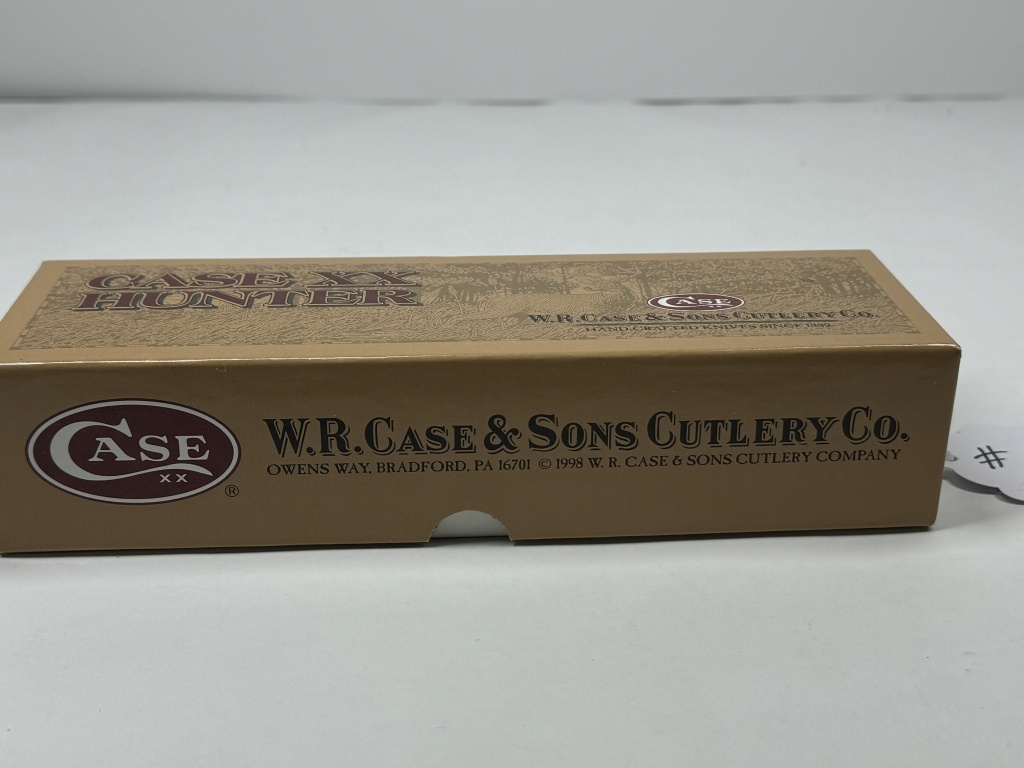 CASE XX
HUNTER
CASE
W.R. CASE & SONS CUTLERY CO.
HAND-CRAFTED KNIVES SINCE 1889
CASE
XX
®
W.R. CASE & SONS CUTLERY CO.
OWENS WAY, BRADFORD, PA 16701 © 1998 W. R. CASE & SONS CUTLERY COMPANY
#